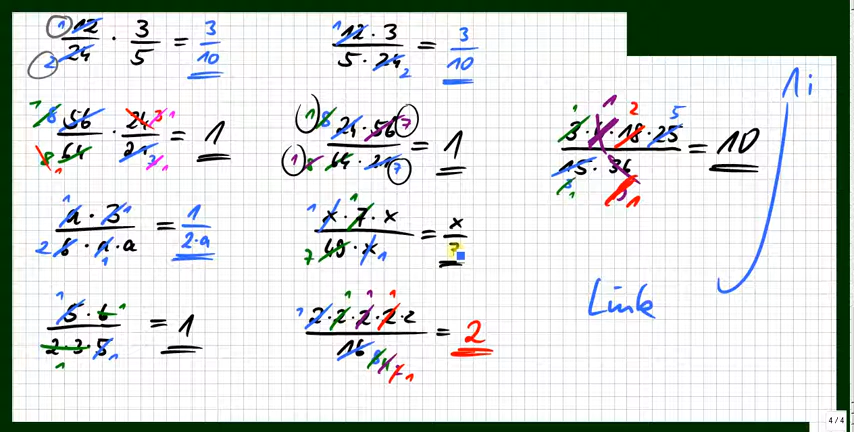 12/24 · 3/5 = 3/10
12 · 3 / 5 · 24 = 3/10
1i
56/64 · 24/21 = 1
24 · 56 / 64 · 21 = 1
3 · 4 · 18 · 25 / 15 · 36 = 10
a · 3 / 6 · a · a = 1 / 2 · a
x · 7 · x / 49 · x = x/7
Link
5 · 6 / 2 · 3 · 5 = 1
2 · 2 · 2 · 2 · 2 / 16 = 2
4/4